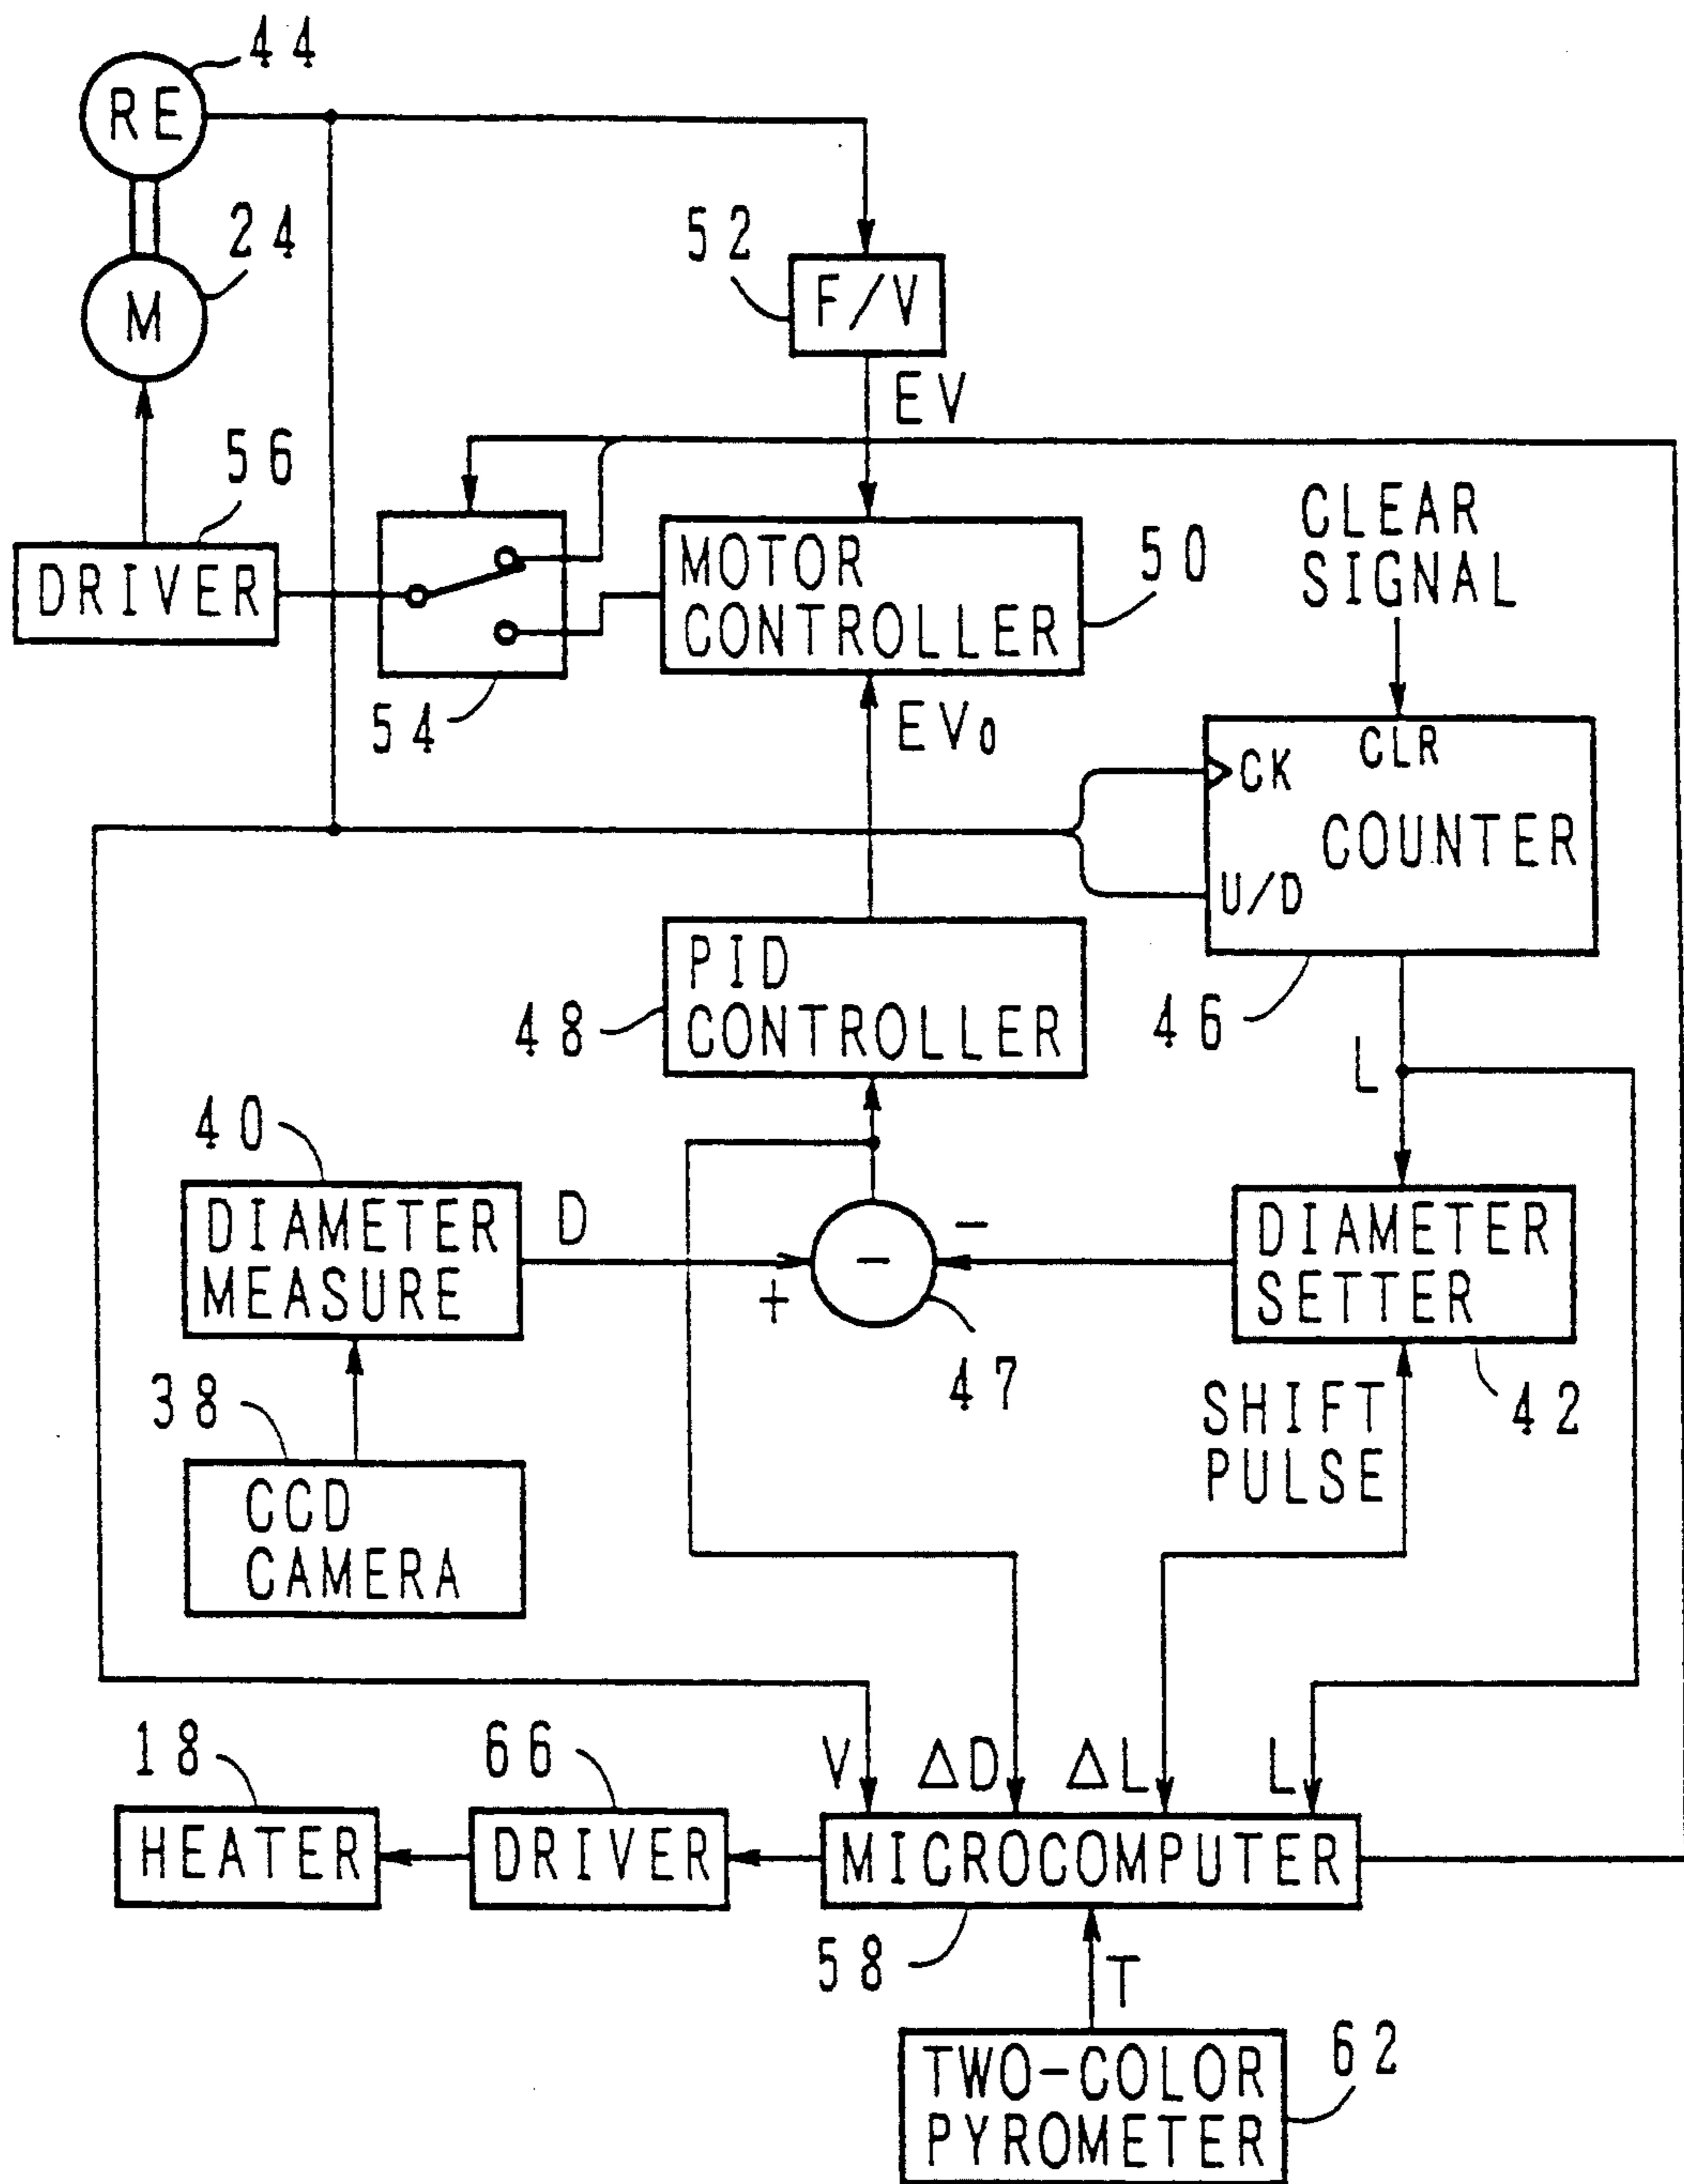 44
RE
24
M
52
F/V
EV
56
DRIVER
54
MOTOR
CONTROLLER
50
CLEAR
SIGNAL
EV0
CLR
CK
COUNTER
U/D
46
PID
CONTROLLER
48
L
40
DIAMETER
MEASURE
D
+
-
-
47
DIAMETER
SETTER
42
SHIFT
PULSE
38
CCD
CAMERA
V
ΔD
ΔL
L
18
HEATER
66
DRIVER
MICROCOMPUTER
58
T
TWO-COLOR
PYROMETER
62